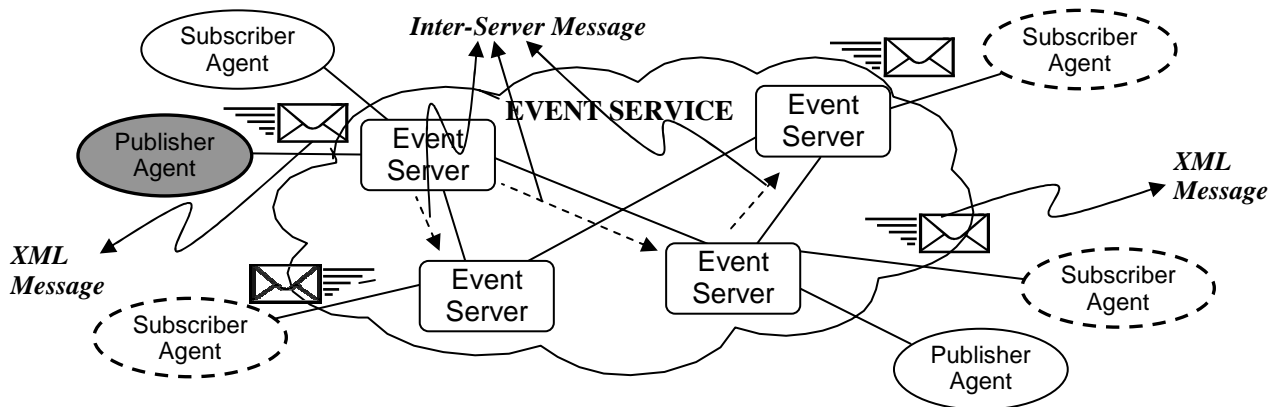 Inter-Server Message
Subscriber
Agent
Subscriber
Agent
EVENT SERVICE
Event
Server
Publisher
Agent
Event
Server
XML
Message
XML
Message
Event
Server
Event
Server
Subscriber
Agent
Subscriber
Agent
Publisher
Agent